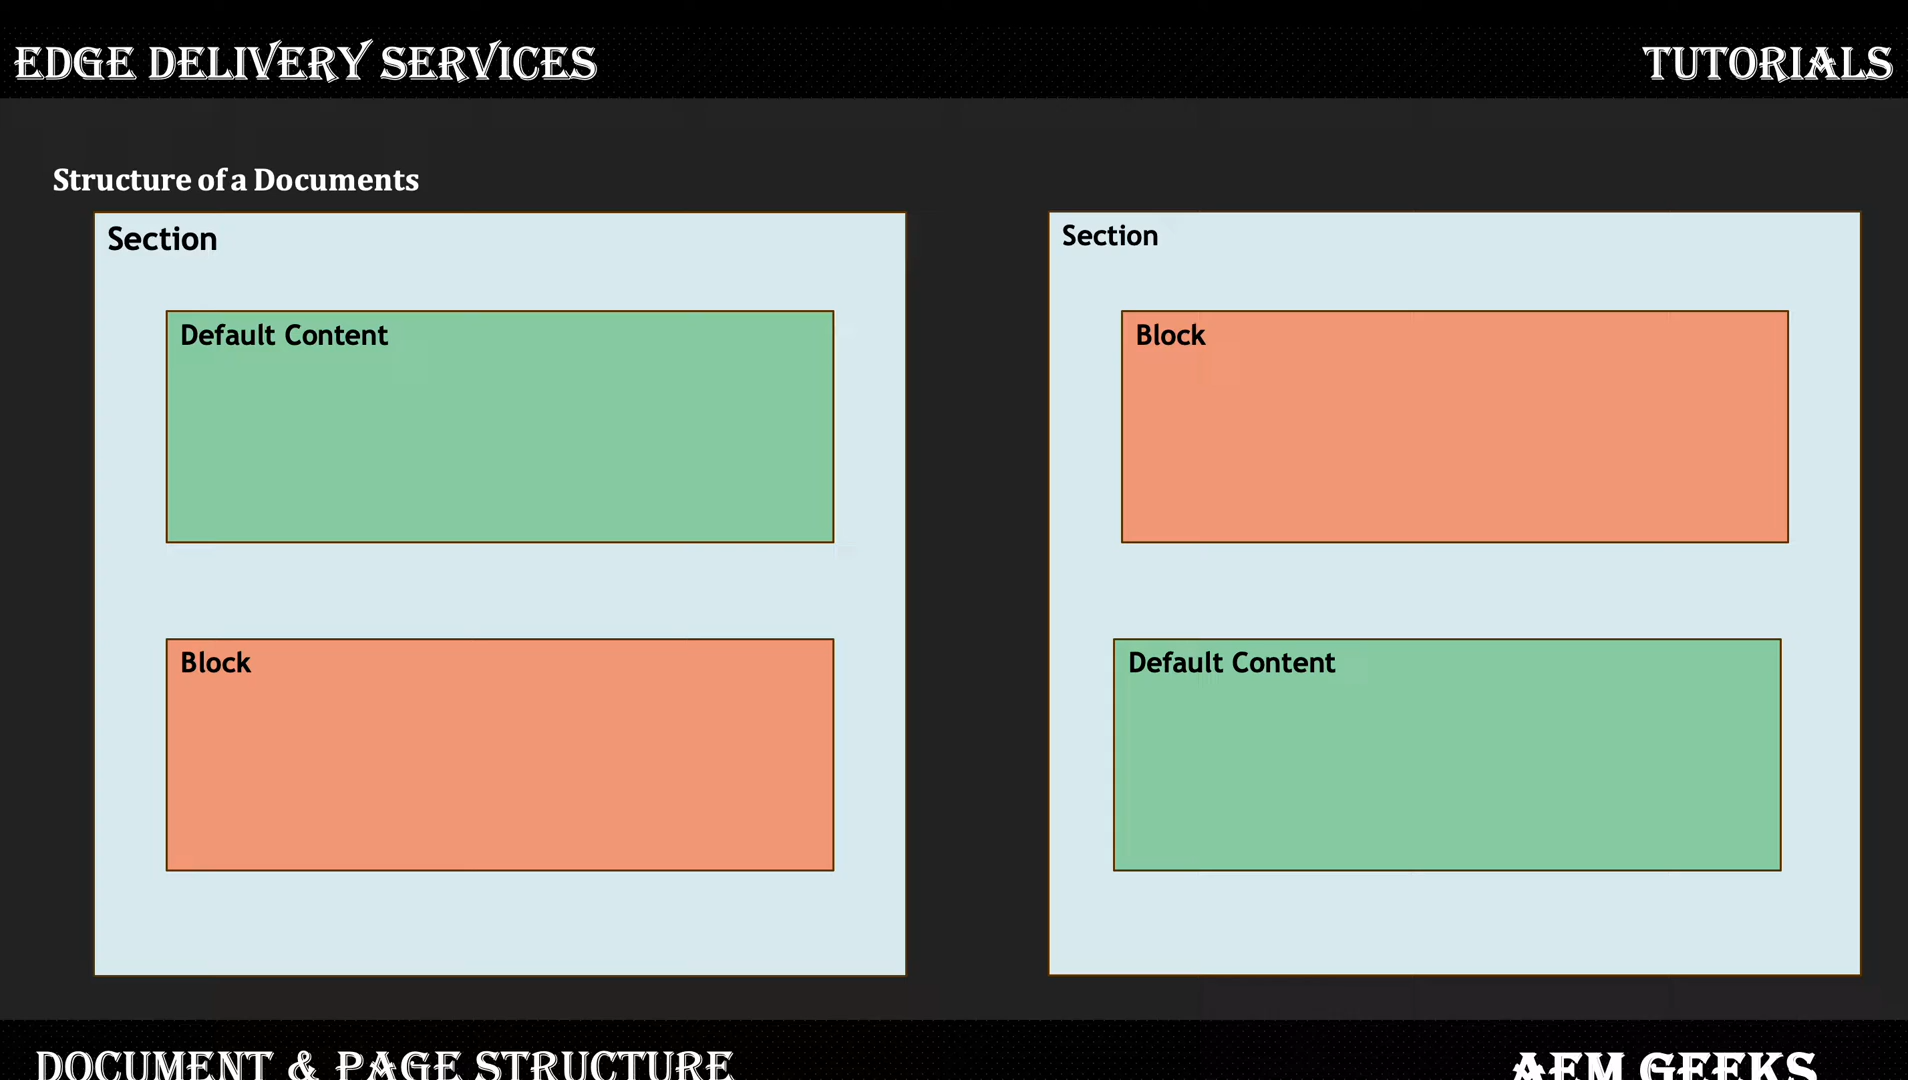 EDGE DELIVERY SERVICES
TUTORIALS
Structure of a Documents
Section
Default Content
Block
Section
Block
Default Content
DOCUMENT & PAGE STRUCTURE
AEM GEEKS